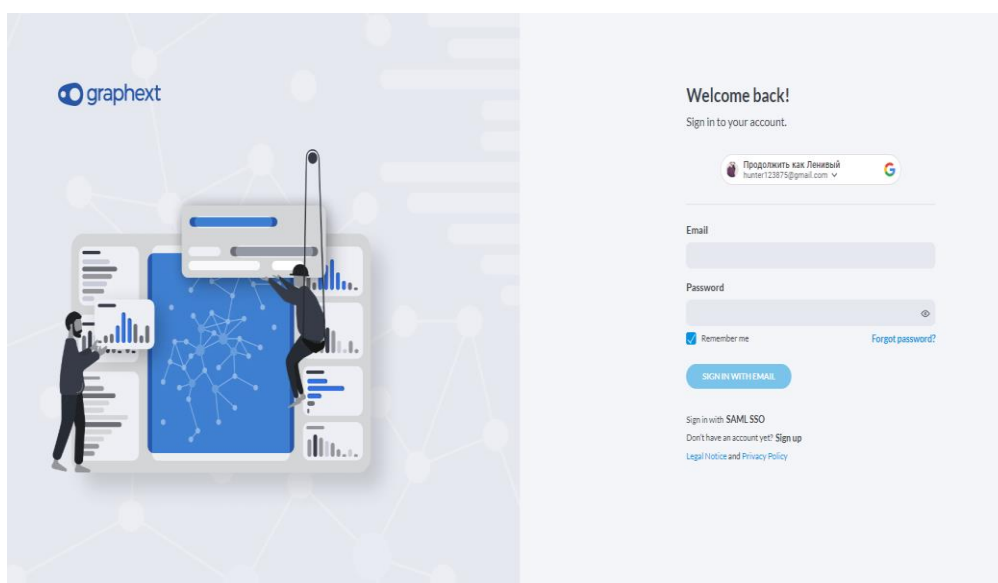 graphext
Welcome back!
Sign in to your account.
Продолжить как Ленивый
hunter123875@gmail.com
Email
Password
Remember me
Forgot password?
SIGN IN WITH EMAIL
Sign in with SAML SSO
Don't have an account yet? Sign up
Legal Notice and Privacy Policy